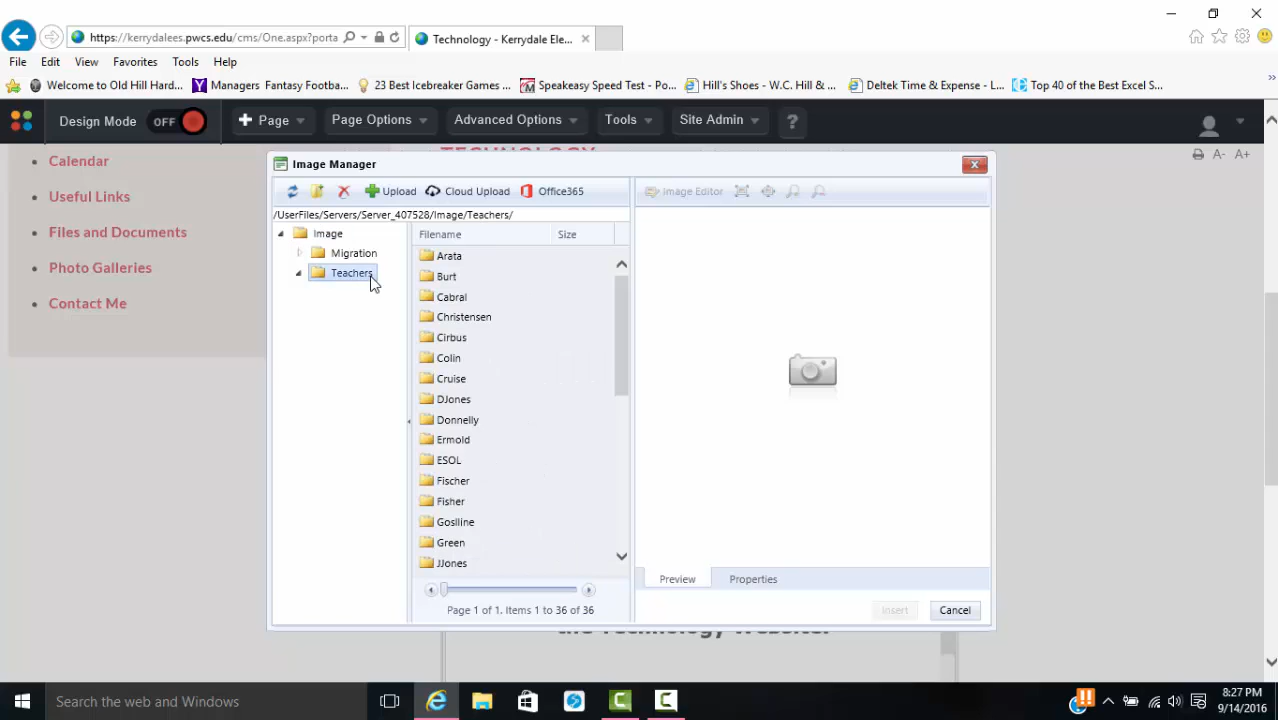 https://kerrydalees.pwcs.edu/cms/One.aspx?porta
Technology - Kerrydale Ele...
File Edit View Favorites Tools Help
Welcome to Old Hill Hard...
Managers Fantasy Footba...
23 Best Icebreaker Games ...
Speakeasy Speed Test - Po...
Hill's Shoes - W.C. Hill & ...
Deltek Time & Expense - L...
Top 40 of the Best Excel S...
Design Mode OFF
+ Page
Page Options
Advanced Options
Tools
Site Admin
?
A- A+
Calendar
Useful Links
Files and Documents
Photo Galleries
Contact Me
TECHNOLOGY
Image Manager
Upload
Cloud Upload
Office365
Image Editor
/UserFiles/Servers/Server_407528/Image/Teachers/
Image
Migration
Teachers
Filename Size
Arata
Burt
Cabral
Christensen
Cirbus
Colin
Cruise
DJones
Donnelly
Ermold
ESOL
Fischer
Fisher
Goslline
Green
JJones
Page 1 of 1. Items 1 to 36 of 36
Preview Properties
Insert Cancel
the Technology Website!
Search the web and Windows
8:27 PM
9/14/2016